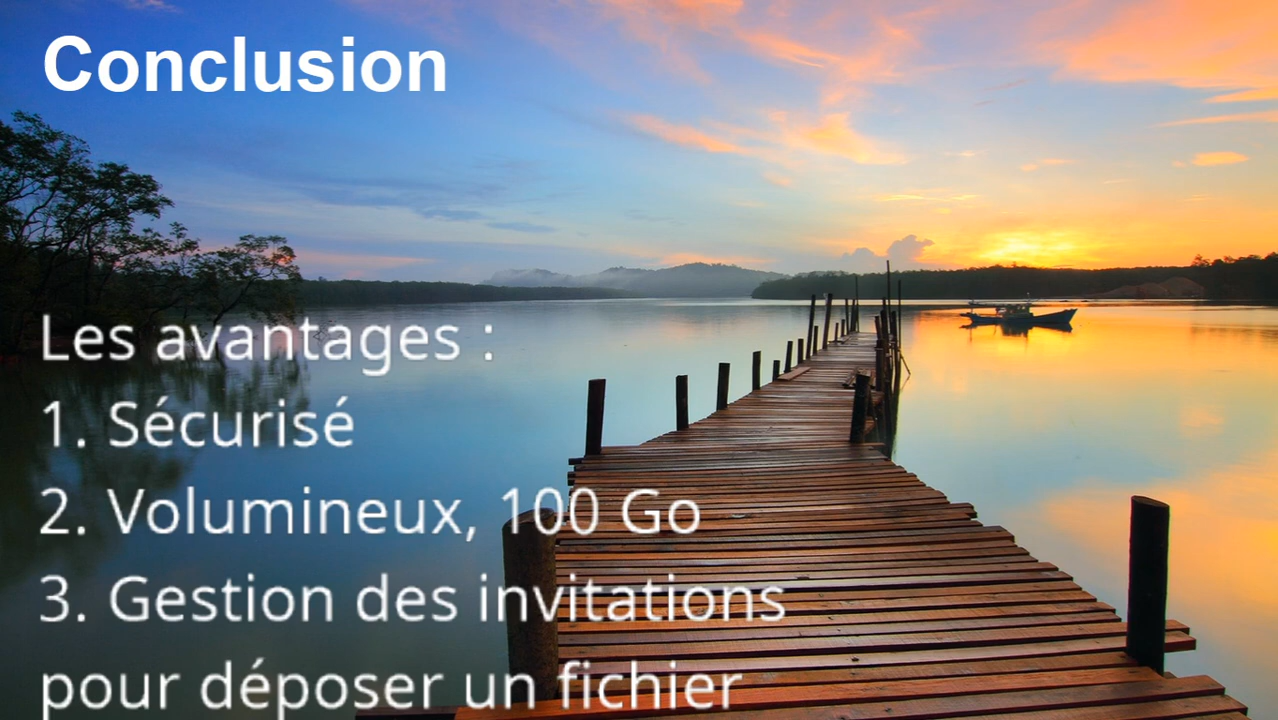 Conclusion
Les avantages :
1. Sécurisé
2. Volumineux, 100 Go
3. Gestion des invitations
pour déposer un fichier